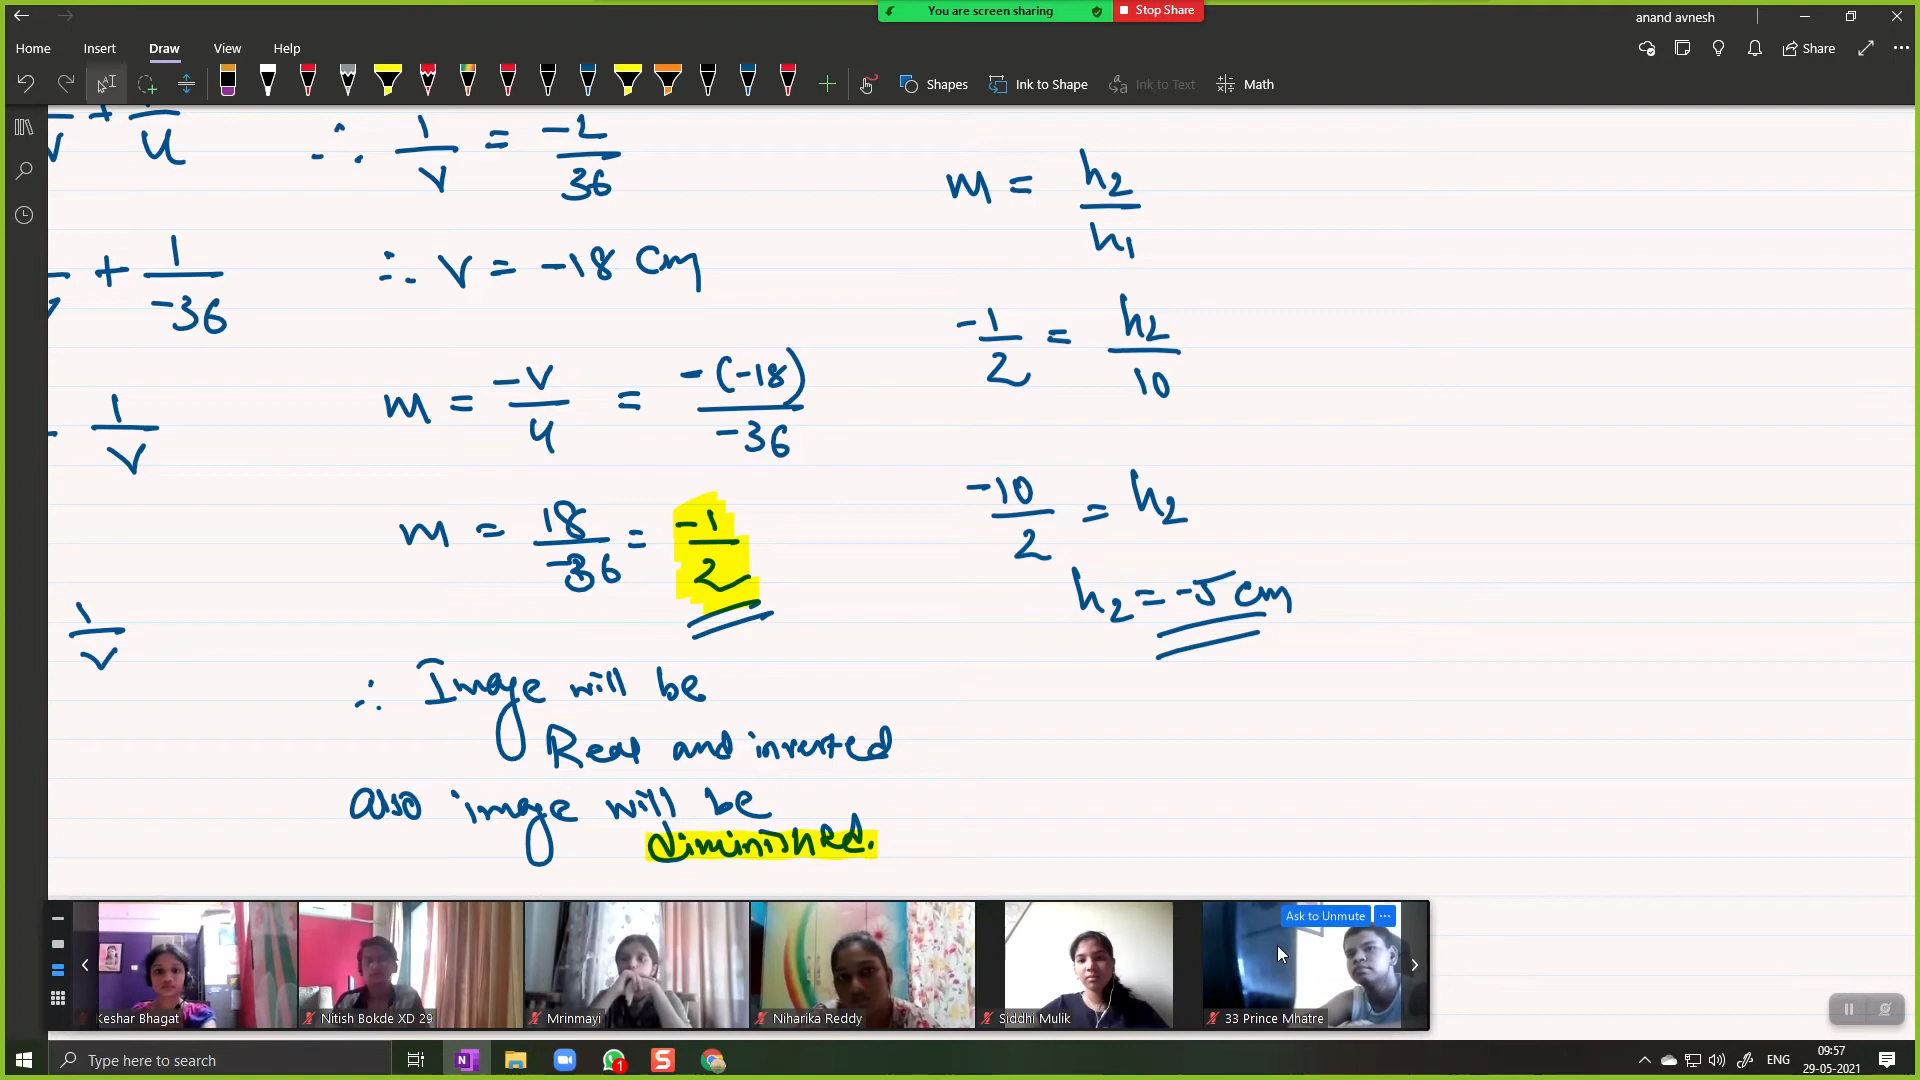 You are screen sharing
Stop Share
anand avnesh
Home Insert Draw View Help
Share
Shapes
Ink to Shape
Ink to Text
Math
1/v + 1/u
∴ 1/v = -2/36
+ 1/-36
∴ v = -18 cm
1/v
m = -v/u = -(-18)/-36
m = 18/-36 = -1/2
1/v
∴ Image will be
Real and inverted
also image will be
diminished.
m = h2/h1
-1/2 = h2/10
-10/2 = h2
h2 = -5 cm
Ask to Unmute
Keshar Bhagat
Nitish Bokde XD 29
Mrinmayi
Niharika Reddy
Siddhi Mulik
33 Prince Mhatre
Type here to search
1
ENG
09:57
29-05-2021